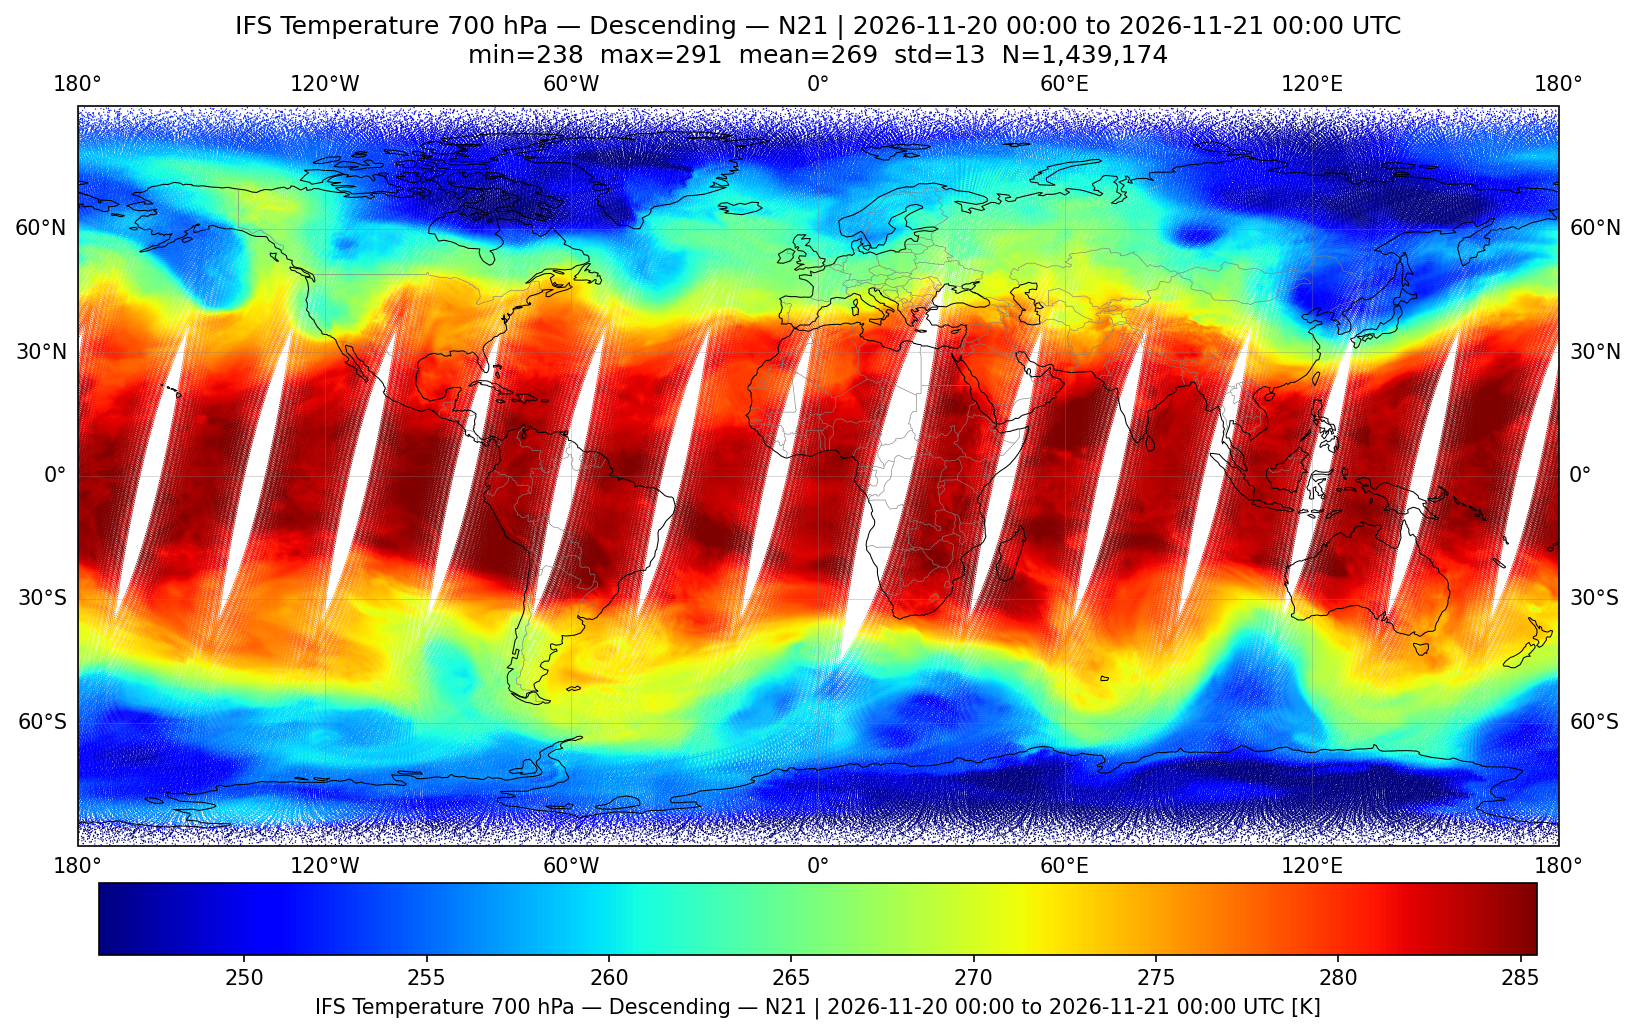 IFS Temperature 700 hPa — Descending — N21 | 2026-11-20 00:00 to 2026-11-21 00:00 UTC
min=238  max=291  mean=269  std=13  N=1,439,174
180° 120°W 60°W 0° 60°E 120°E 180°
60°N 60°N
30°N 30°N
0° 0°
30°S 30°S
60°S 60°S
180° 120°W 60°W 0° 60°E 120°E 180°
250 255 260 265 270 275 280 285
IFS Temperature 700 hPa — Descending — N21 | 2026-11-20 00:00 to 2026-11-21 00:00 UTC [K]